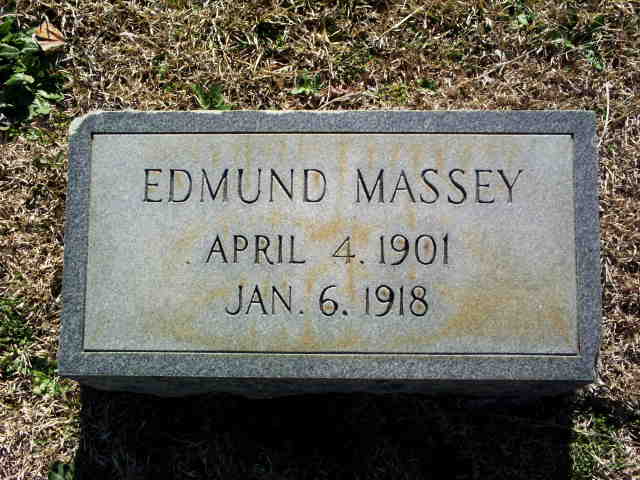 EDMUND MASSEY
APRIL 4. 1901
JAN. 6. 1918